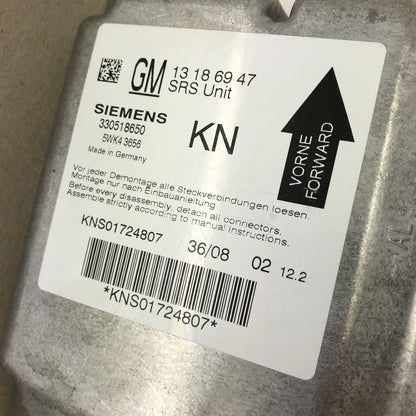 GM 13 18 69 47
SRS Unit
SIEMENS
330518650
5WK4 3656
Made in Germany
KN
VORNE
FORWARD
Vor jeder Demontage alle Steckverbindungen loesen.
Montage nur nach Einbauanleitung
Before every disassembly, detach all connectors.
Assemble strictly according to manual instructions.
KNS01724807 36/08 02 12.2
*KNS01724807*